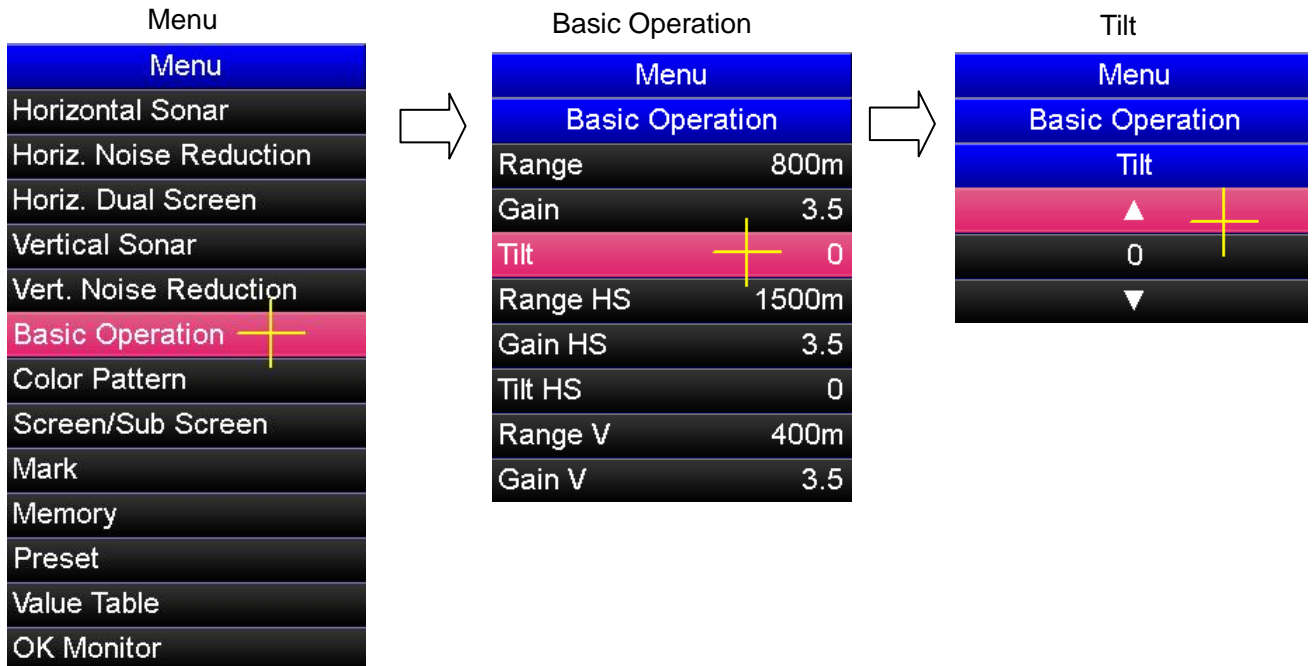 Menu
Menu
Horizontal Sonar
Horiz. Noise Reduction
Horiz. Dual Screen
Vertical Sonar
Vert. Noise Reduction
Basic Operation
Color Pattern
Screen/Sub Screen
Mark
Memory
Preset
Value Table
OK Monitor
Basic Operation
Menu
Basic Operation
Range 800m
Gain 3.5
Tilt 0
Range HS 1500m
Gain HS 3.5
Tilt HS 0
Range V 400m
Gain V 3.5
Tilt
Menu
Basic Operation
Tilt
▲
0
▼